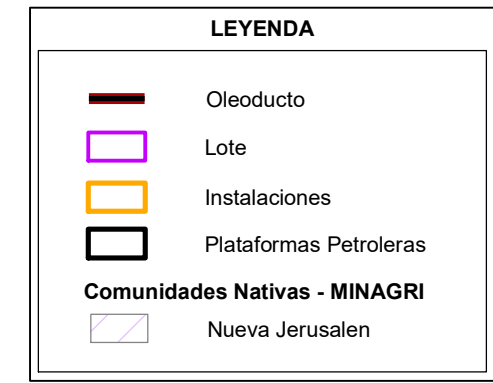 LEYENDA
Oleoducto
Lote
Instalaciones
Plataformas Petroleras
Comunidades Nativas - MINAGRI
Nueva Jerusalen